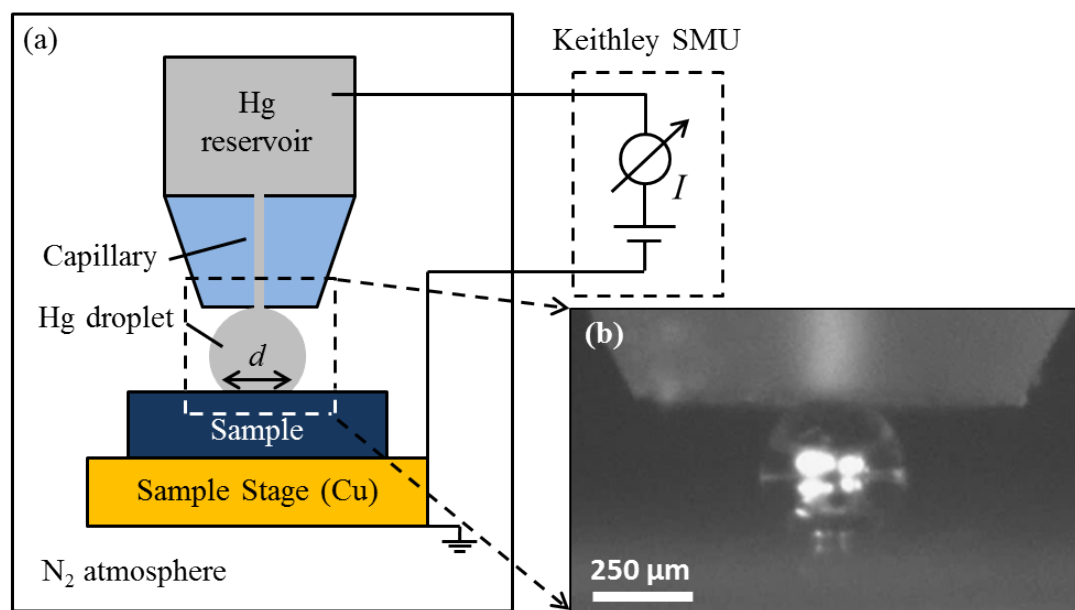 (a)
Keithley SMU
Hg
reservoir
I
Capillary
Hg droplet
d
(b)
Sample
Sample Stage (Cu)
N₂ atmosphere
250 μm